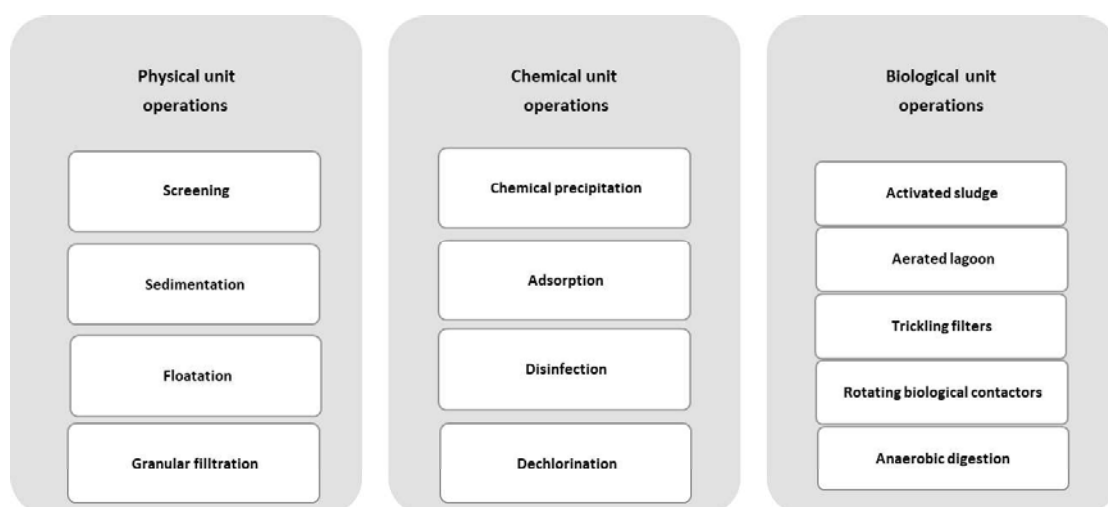 Physical unit
operations
Screening
Sedimentation
Floatation
Granular fiiltration
Chemical unit
operations
Chemical precipitation
Adsorption
Disinfection
Dechlorination
Biological unit
operations
Activated sludge
Aerated lagoon
Trickling filters
Rotating biological contactors
Anaerobic digestion